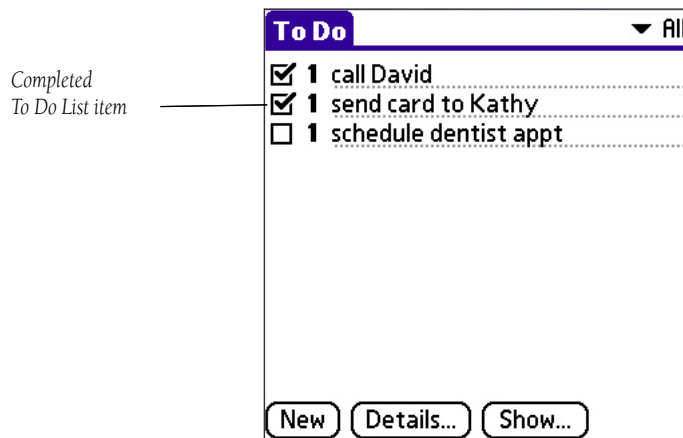 To Do
All
Completed
To Do List item
1 call David
1 send card to Kathy
1 schedule dentist appt
New Details... Show...